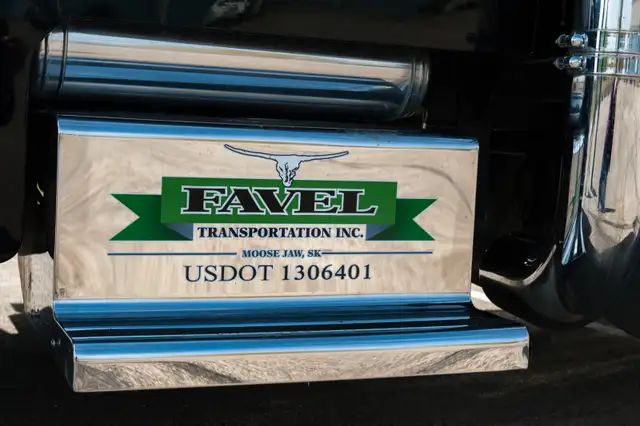 FAVEL
TRANSPORTATION INC.
MOOSE JAW, SK
USDOT 1306401